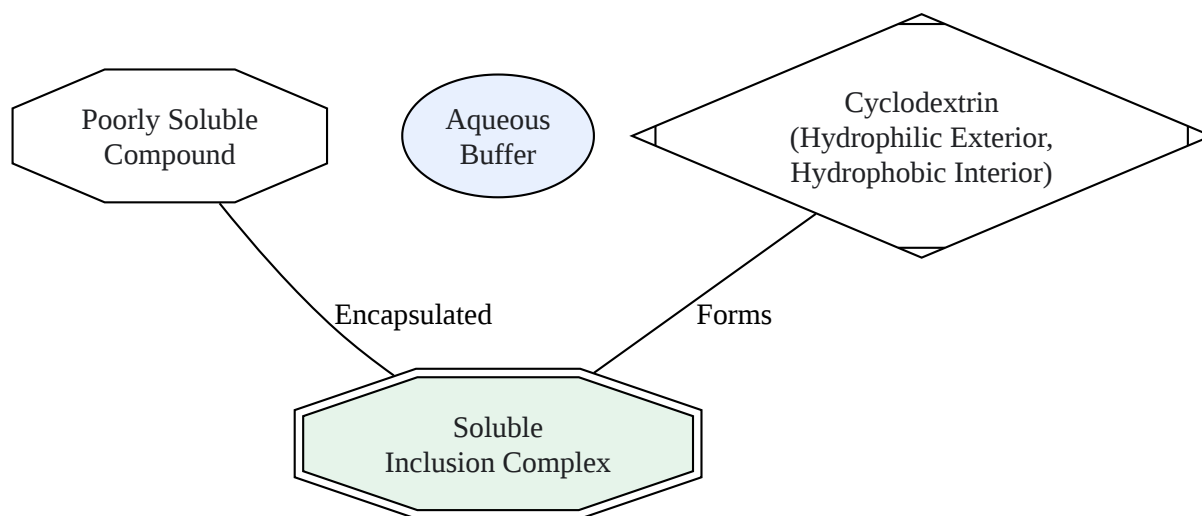 Poorly Soluble
Compound
Aqueous
Buffer
Cyclodextrin
(Hydrophilic Exterior,
Hydrophobic Interior)
Encapsulated
Forms
Soluble
Inclusion Complex